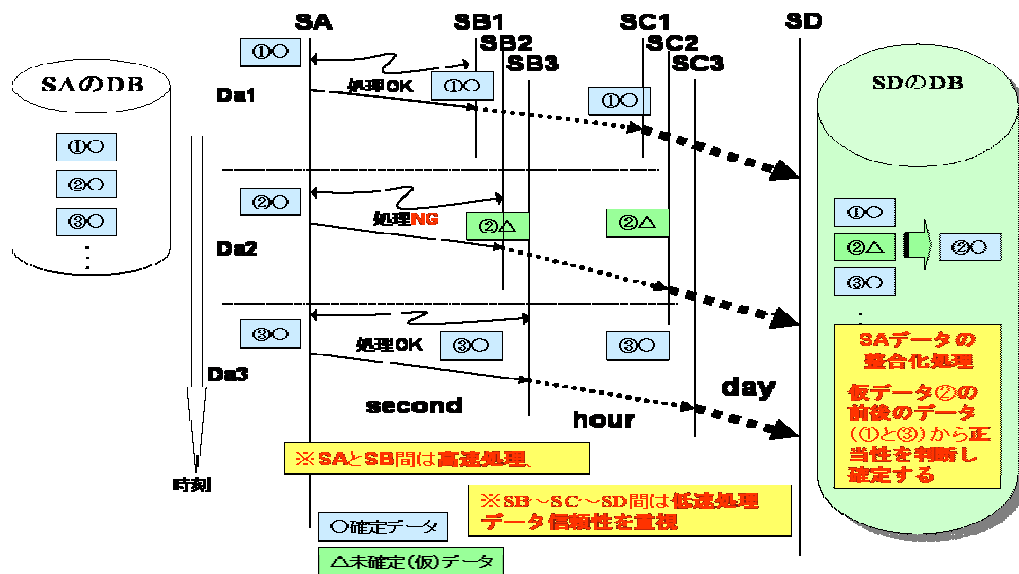 SA
SB1
SB2
SB3
SC1
SC2
SC3
SD
SAのDB
①○
②○
③○
・
・
・
時刻
Da1
①○
処理OK
①○
①○
Da2
②○
処理NG
②△
②△
Da3
③○
処理OK
③○
③○
second
hour
day
※SAとSB間は高速処理、
※SB～SC～SD間は低速処理
データ信頼性を重視
○確定データ
△未確定(仮)データ
SDのDB
①○
②△
②○
③○
SAデータの
整合化処理
仮データ②の
前後のデータ
(①と③)から正
当性を判断し
確定する